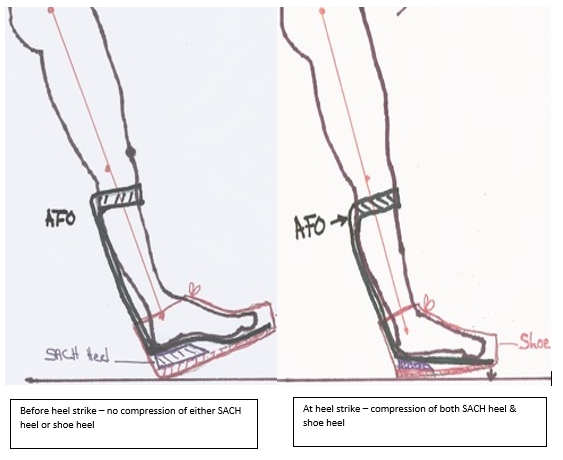 AFO
SACH Heel
AFO
Shoe
Before heel strike – no compression of either SACH
heel or shoe heel
At heel strike – compression of both SACH heel &
shoe heel